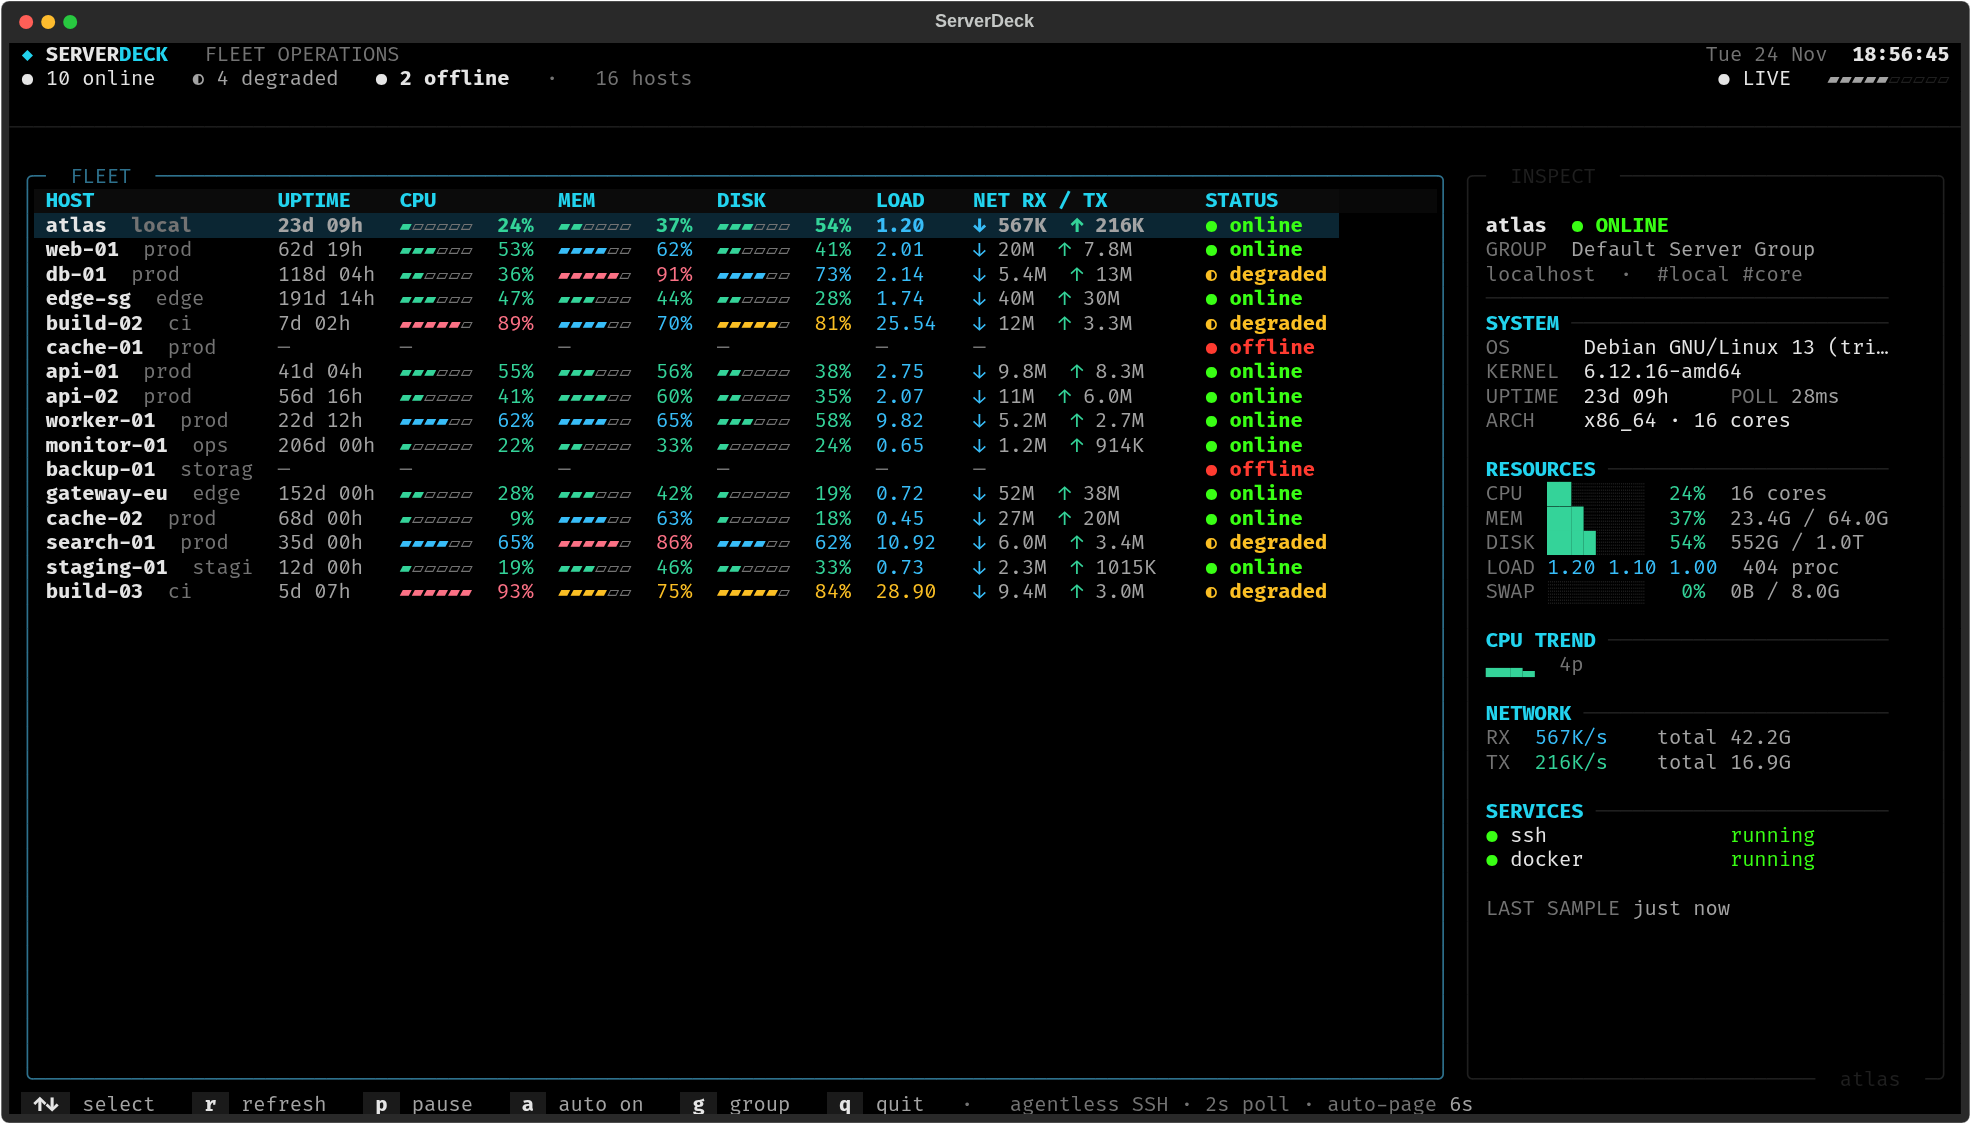 ServerDeck
◆ SERVERDECK FLEET OPERATIONS Tue 24 Nov 18:56:45
● 10 online ◐ 4 degraded ● 2 offline · 16 hosts ● LIVE
FLEET
HOST UPTIME CPU MEM DISK LOAD NET RX / TX STATUS
atlas local 23d 09h 24% 37% 54% 1.20 ↓ 567K ↑ 216K ● online
web-01 prod 62d 19h 53% 62% 41% 2.01 ↓ 20M ↑ 7.8M ● online
db-01 prod 118d 04h 36% 91% 73% 2.14 ↓ 5.4M ↑ 13M ◐ degraded
edge-sg edge 191d 14h 47% 44% 28% 1.74 ↓ 40M ↑ 30M ● online
build-02 ci 7d 02h 89% 70% 81% 25.54 ↓ 12M ↑ 3.3M ◐ degraded
cache-01 prod — — — — — — ● offline
api-01 prod 41d 04h 55% 56% 38% 2.75 ↓ 9.8M ↑ 8.3M ● online
api-02 prod 56d 16h 41% 60% 35% 2.07 ↓ 11M ↑ 6.0M ● online
worker-01 prod 22d 12h 62% 65% 58% 9.82 ↓ 5.2M ↑ 2.7M ● online
monitor-01 ops 206d 00h 22% 33% 24% 0.65 ↓ 1.2M ↑ 914K ● online
backup-01 storag — — — — — — ● offline
gateway-eu edge 152d 00h 28% 42% 19% 0.72 ↓ 52M ↑ 38M ● online
cache-02 prod 68d 00h 9% 63% 18% 0.45 ↓ 27M ↑ 20M ● online
search-01 prod 35d 00h 65% 86% 62% 10.92 ↓ 6.0M ↑ 3.4M ◐ degraded
staging-01 stagi 12d 00h 19% 46% 33% 0.73 ↓ 2.3M ↑ 1015K ● online
build-03 ci 5d 07h 93% 75% 84% 28.90 ↓ 9.4M ↑ 3.0M ◐ degraded
INSPECT
atlas ● ONLINE
GROUP Default Server Group
localhost · #local #core
SYSTEM
OS Debian GNU/Linux 13 (tri…
KERNEL 6.12.16-amd64
UPTIME 23d 09h POLL 28ms
ARCH x86_64 · 16 cores
RESOURCES
CPU 24% 16 cores
MEM 37% 23.4G / 64.0G
DISK 54% 552G / 1.0T
LOAD 1.20 1.10 1.00 404 proc
SWAP 0% 0B / 8.0G
CPU TREND
4p
NETWORK
RX 567K/s total 42.2G
TX 216K/s total 16.9G
SERVICES
● ssh running
● docker running
LAST SAMPLE just now
atlas
↑↓ select r refresh p pause a auto on g group q quit · agentless SSH · 2s poll · auto-page 6s